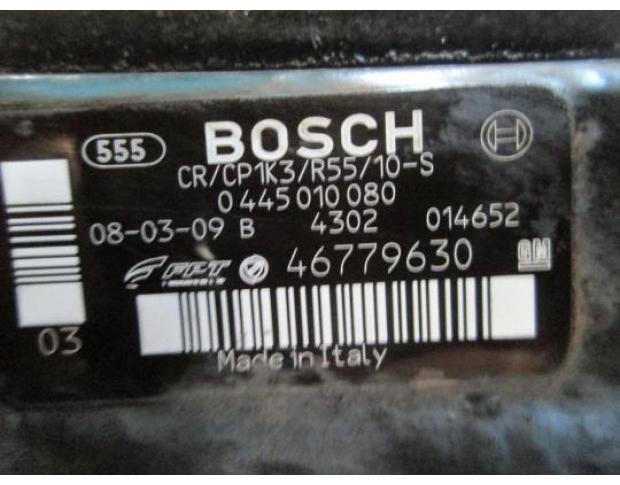 555 BOSCH
CR/CP1K3/R55/10-S
0 445 010 080
08-03-09 B 4302 014652
46779630 GM
03
Made in Italy